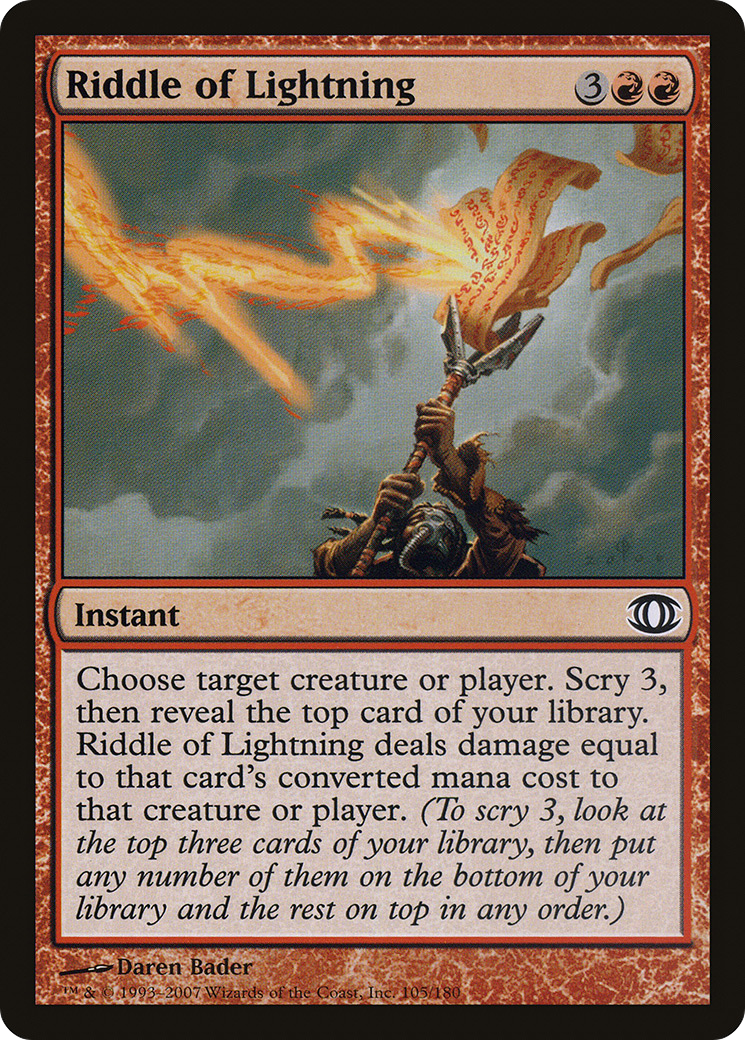 Riddle of Lightning 3
Instant
Choose target creature or player. Scry 3,
then reveal the top card of your library.
Riddle of Lightning deals damage equal
to that card's converted mana cost to
that creature or player. (To scry 3, look at
the top three cards of your library, then put
any number of them on the bottom of your
library and the rest on top in any order.)
Daren Bader
™ & © 1993–2007 Wizards of the Coast, Inc. 105/180